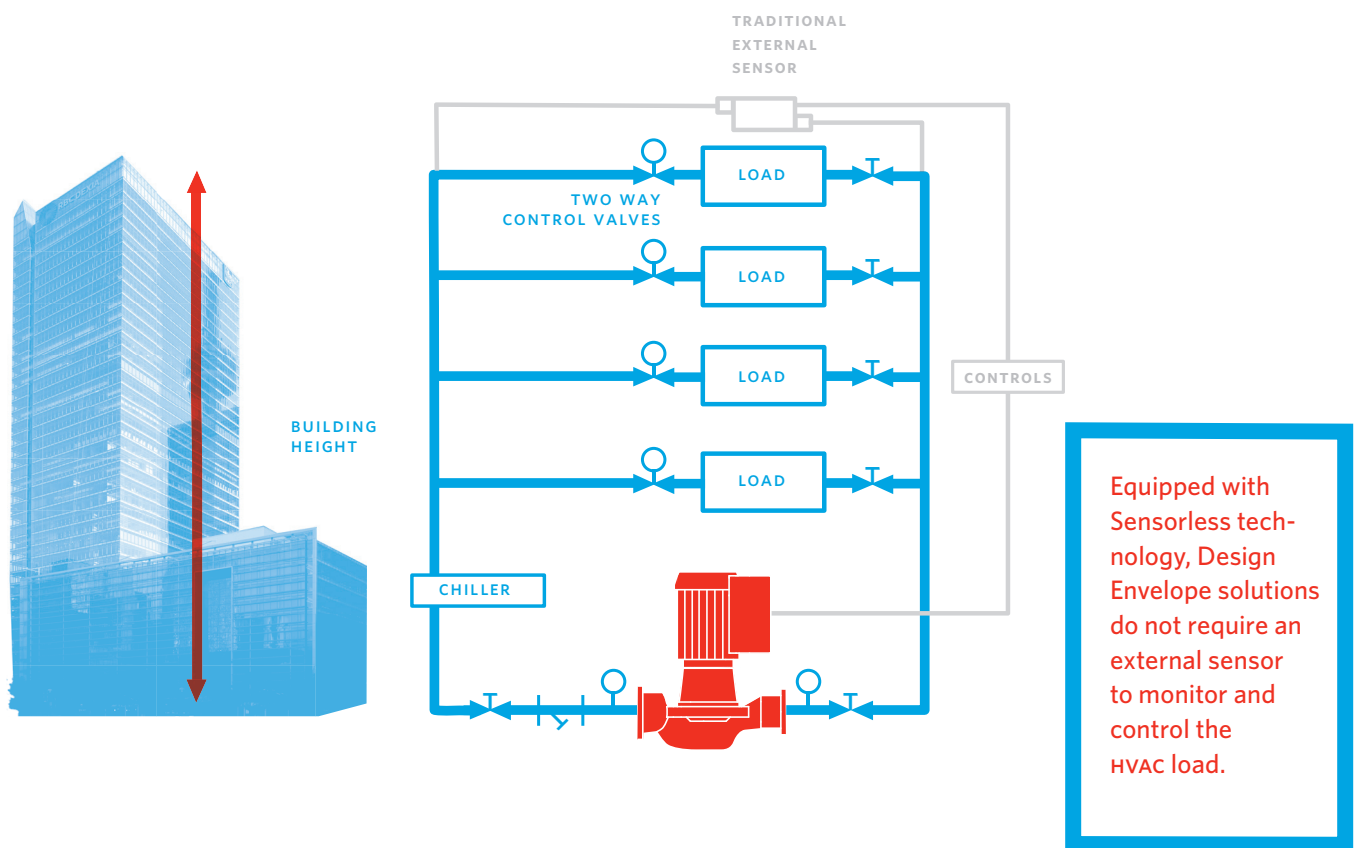 TRADITIONAL
EXTERNAL
SENSOR
LOAD
TWO WAY
CONTROL VALVES
LOAD
LOAD
CONTROLS
BUILDING
HEIGHT
LOAD
CHILLER
Equipped with
Sensorless tech-
nology, Design
Envelope solutions
do not require an
external sensor
to monitor and
control the
HVAC load.